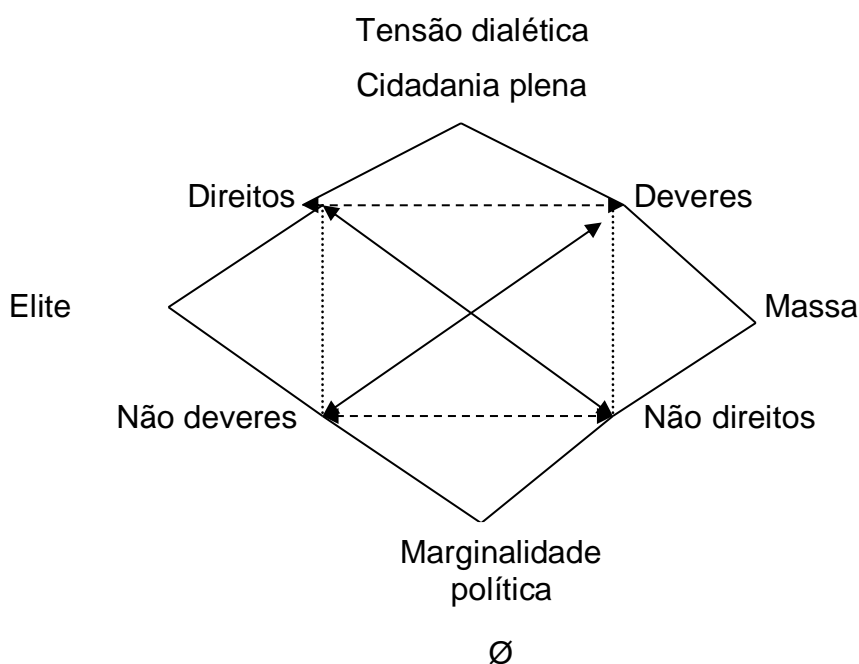 Tensão dialética
Cidadania plena
Direitos
Deveres
Elite
Massa
Não deveres
Não direitos
Marginalidade
política
Ø